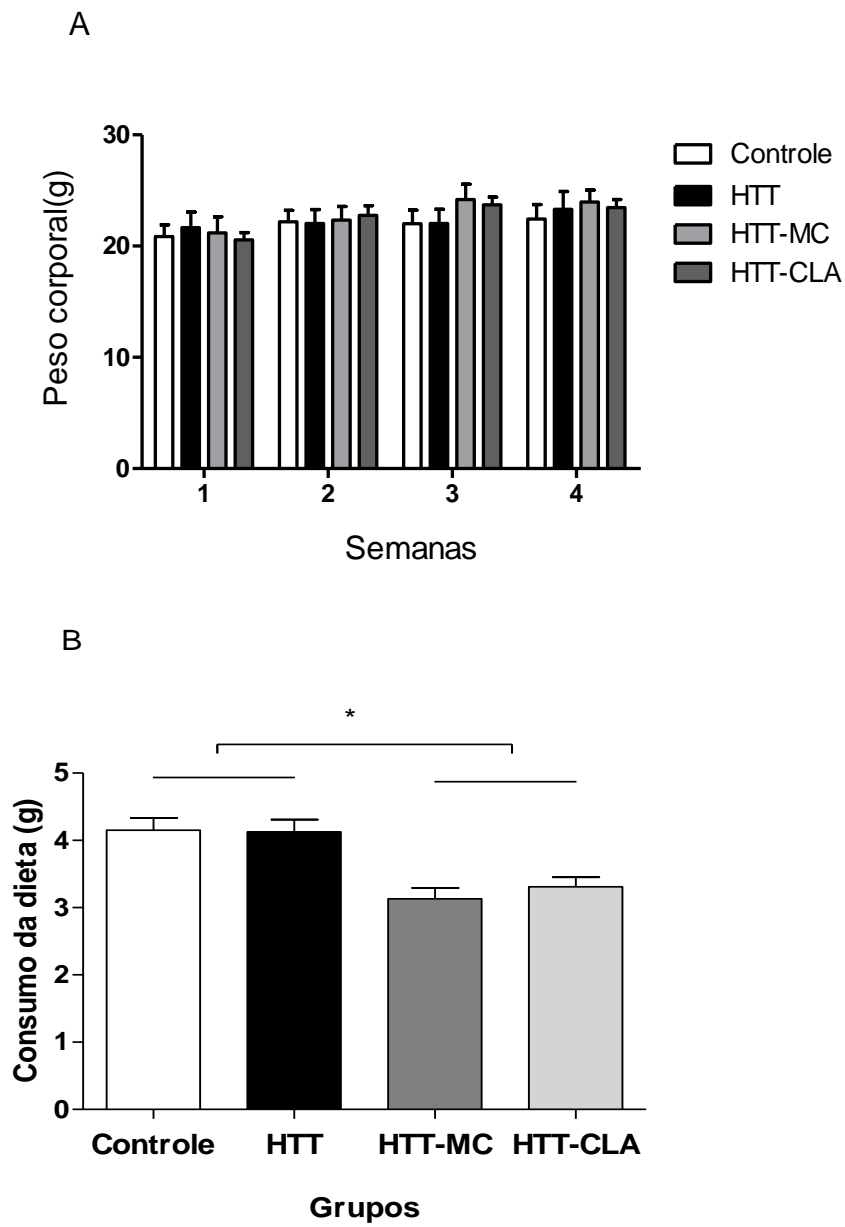 A
30
20
10
0
Peso corporal(g)
1 2 3 4
Semanas
Controle
HTT
HTT-MC
HTT-CLA
B
*
5
4
3
2
1
0
Consumo da dieta (g)
Controle HTT HTT-MC HTT-CLA
Grupos